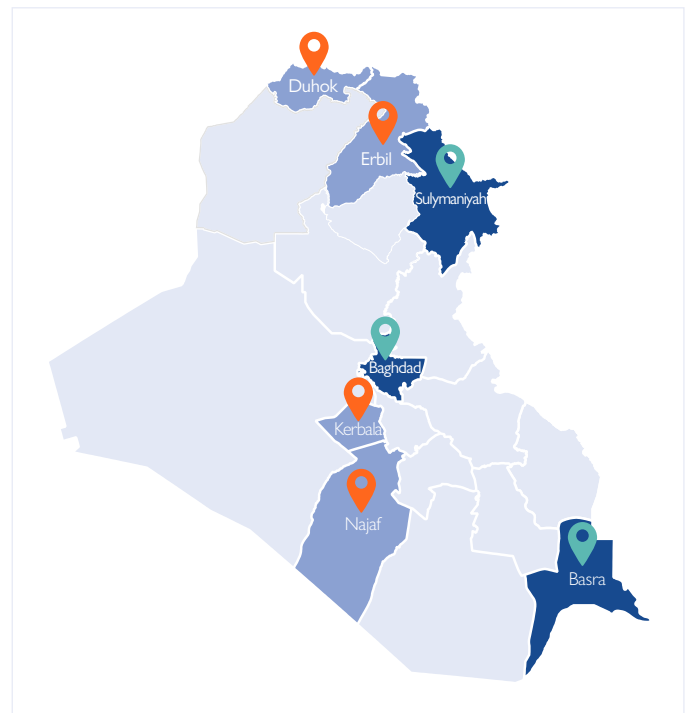 Duhok
Erbil
Sulymaniyah
Baghdad
Kerbala
Najaf
Basra